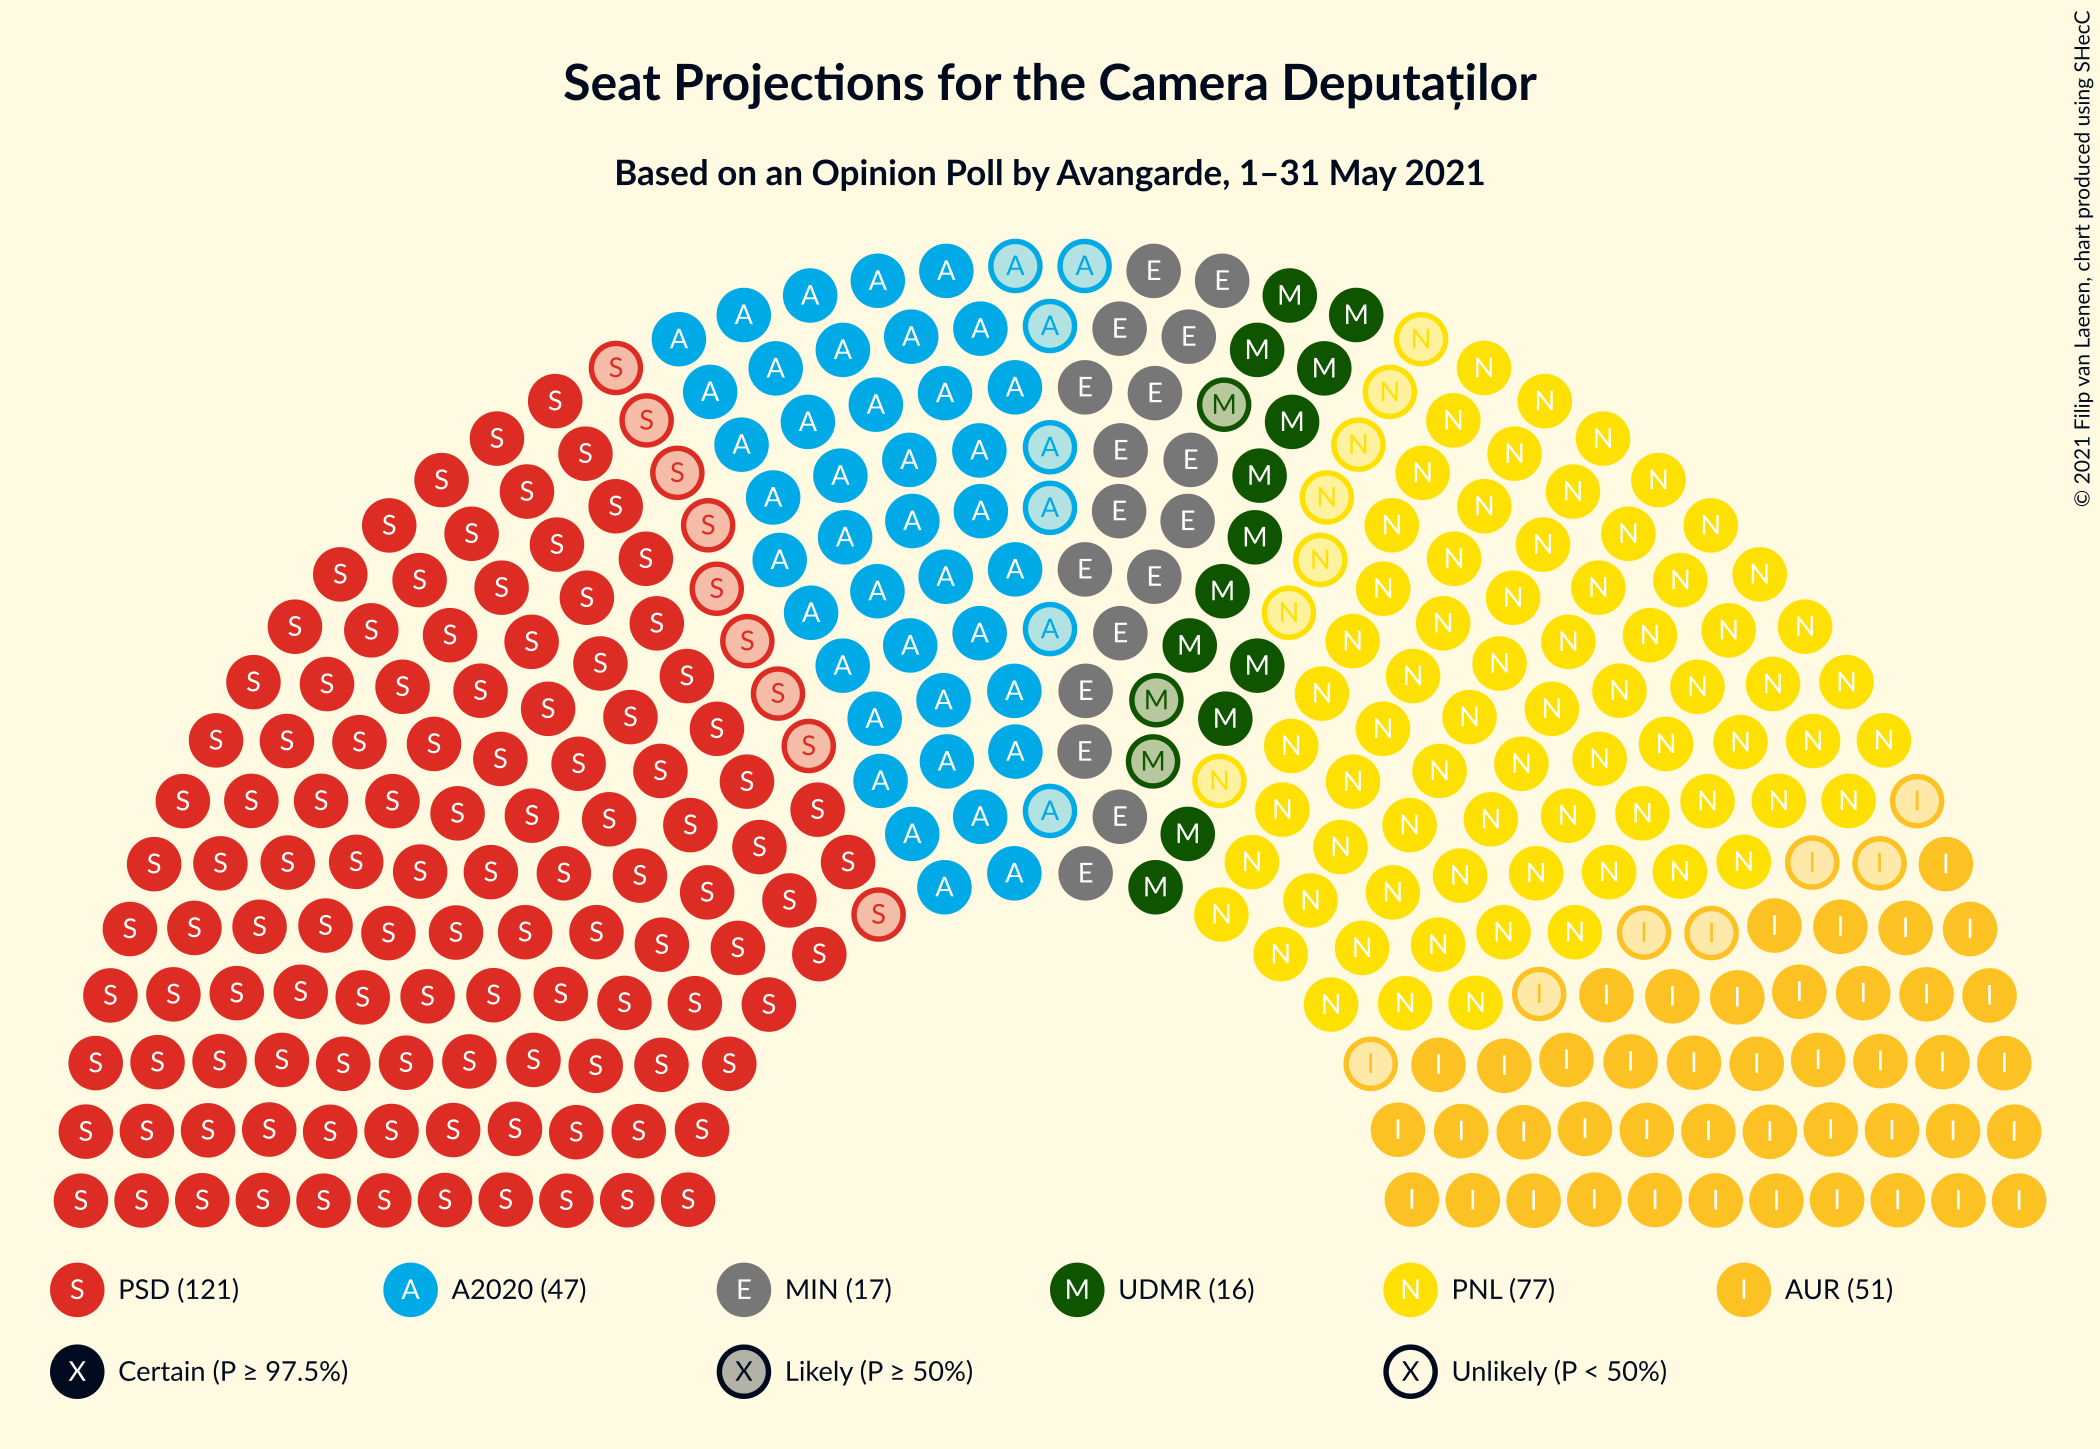 Seat Projections for the Camera Deputaților
Based on an Opinion Poll by Avangarde, 1–31 May 2021
© 2021 Filip van Laenen, chart produced using SHecC
S PSD (121) A A2020 (47) E MIN (17) M UDMR (16) N PNL (77) I AUR (51)
X Certain (P ≥ 97.5%) X Likely (P ≥ 50%) X Unlikely (P < 50%)